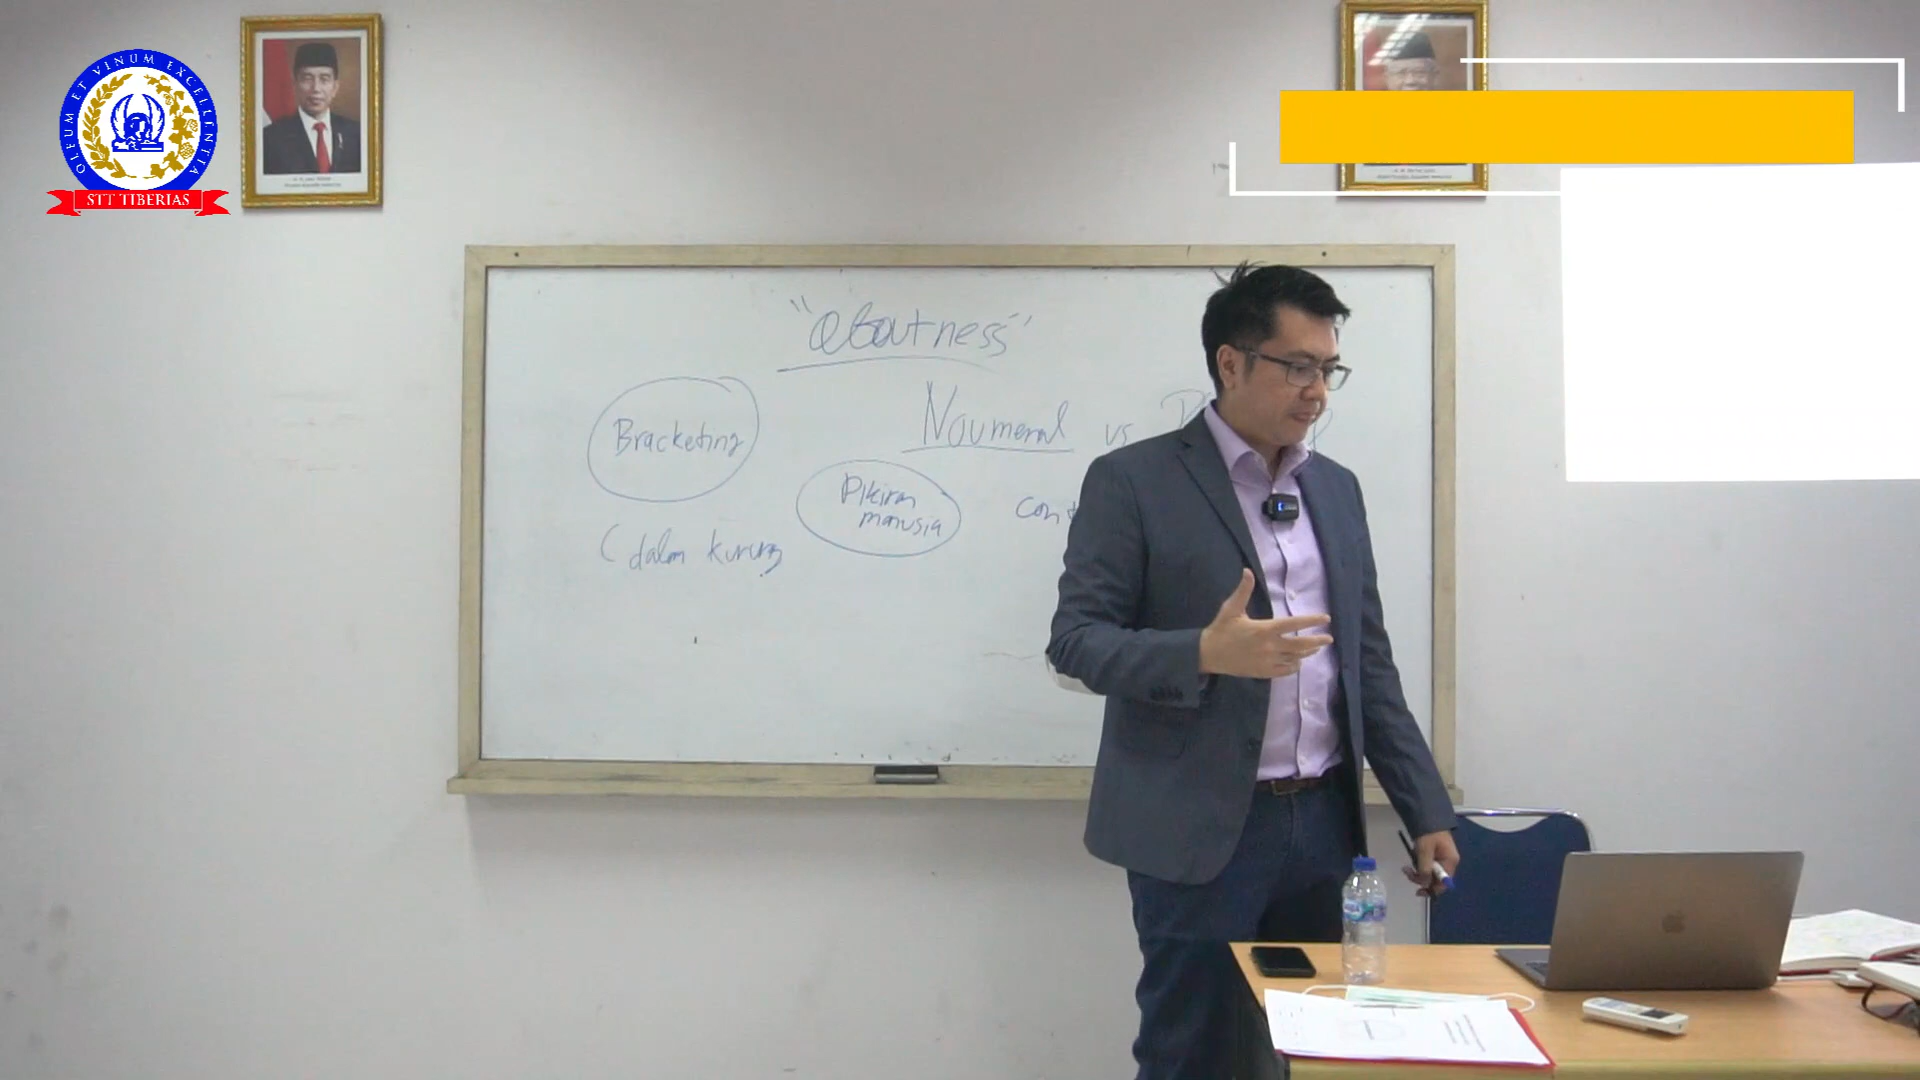 OLEUM ET VINUM EXCELLENTIA
STT TIBERIAS
"aboutness"
Bracketing
Noumenal vs
Pikiran
manusia
( dalam kurung